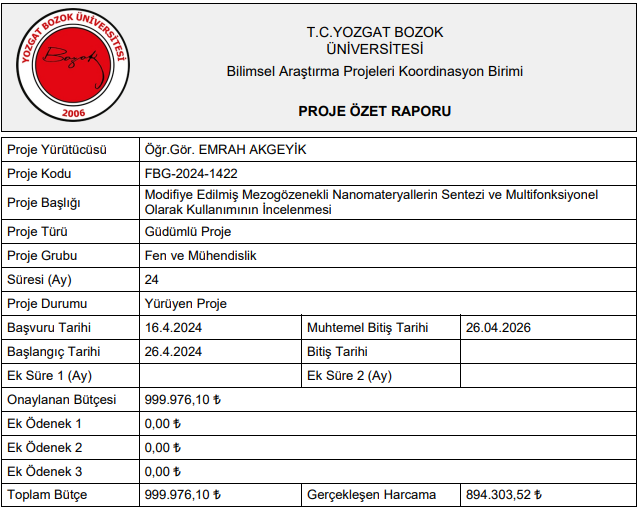 YOZGAT BOZOK ÜNİVERSİTESİ
Bozok
2006
T.C.YOZGAT BOZOK
ÜNİVERSİTESİ
Bilimsel Araştırma Projeleri Koordinasyon Birimi
PROJE ÖZET RAPORU
Proje Yürütücüsü Öğr.Gör. EMRAH AKGEYİK
Proje Kodu FBG-2024-1422
Proje Başlığı Modifiye Edilmiş Mezogözenekli Nanomateryallerin Sentezi ve Multifonksiyonel
Olarak Kullanımının İncelenmesi
Proje Türü Güdümlü Proje
Proje Grubu Fen ve Mühendislik
Süresi (Ay) 24
Proje Durumu Yürüyen Proje
Başvuru Tarihi 16.4.2024 Muhtemel Bitiş Tarihi 26.04.2026
Başlangıç Tarihi 26.4.2024 Bitiş Tarihi
Ek Süre 1 (Ay) Ek Süre 2 (Ay)
Onaylanan Bütçesi 999.976,10 ₺
Ek Ödenek 1 0,00 ₺
Ek Ödenek 2 0,00 ₺
Ek Ödenek 3 0,00 ₺
Toplam Bütçe 999.976,10 ₺ Gerçekleşen Harcama 894.303,52 ₺